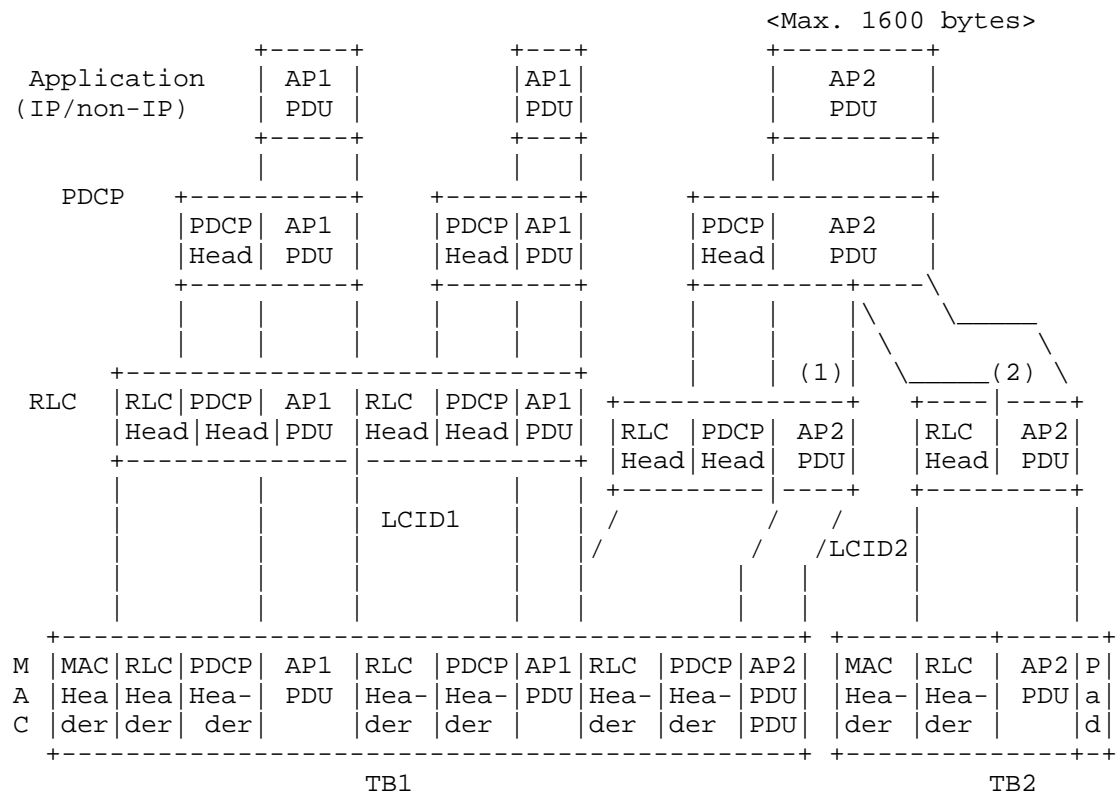 <Max. 1600 bytes>
Application AP1 AP1 AP2
(IP/non-IP) PDU PDU PDU
PDCP
PDCP AP1 PDCP AP1 PDCP AP2
Head PDU Head PDU Head PDU
(1) (2)
RLC RLC PDCP AP1 RLC PDCP AP1
Head Head PDU Head Head PDU
RLC PDCP AP2 RLC AP2
Head Head PDU Head PDU
LCID1
LCID2
M MAC RLC PDCP AP1 RLC PDCP AP1 RLC PDCP AP2 MAC RLC AP2 P
A Hea Hea Hea- PDU Hea- Hea- PDU Hea- Hea- PDU Hea- Hea- PDU a
C der der der der der der der PDU der der d
TB1 TB2